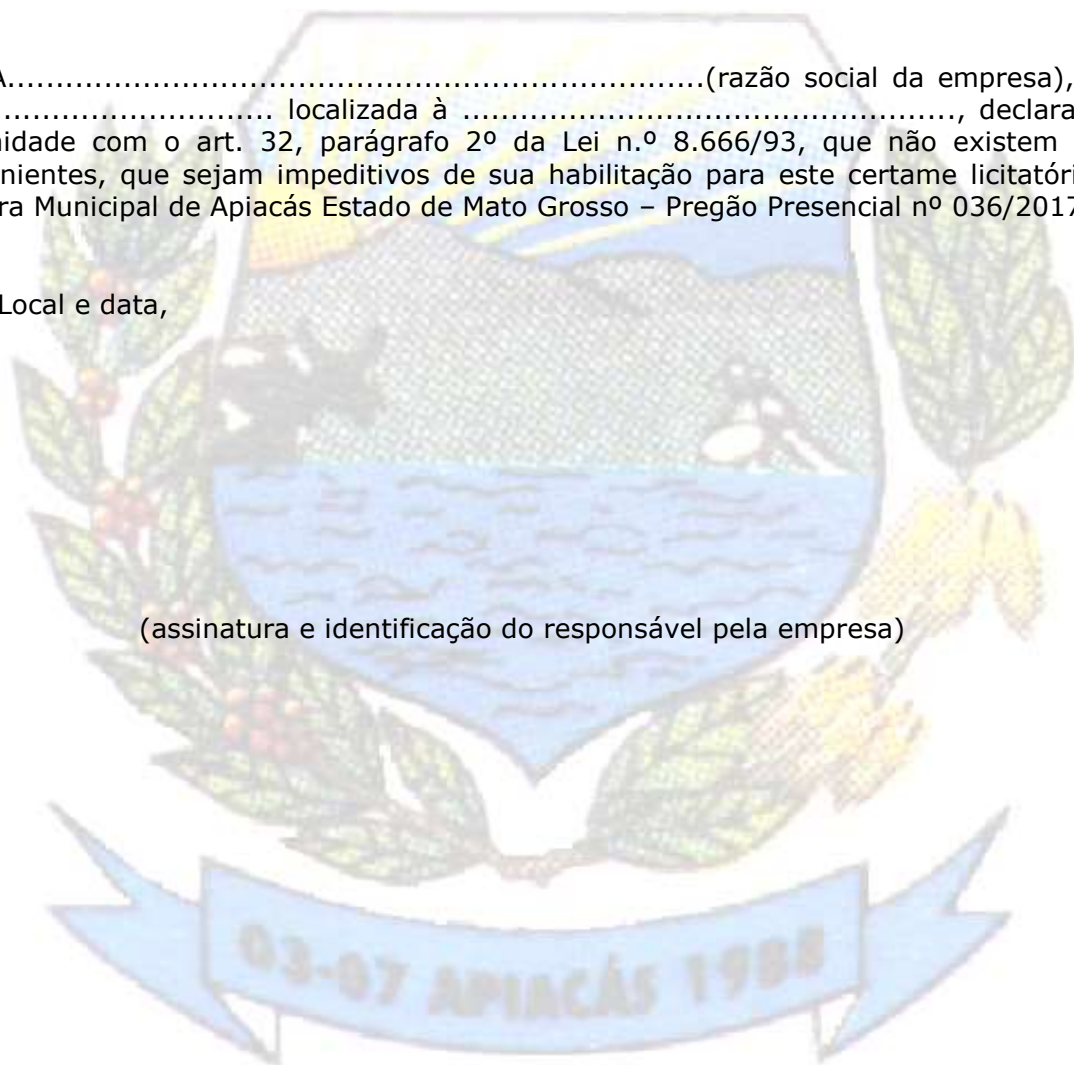 A........................................................................(razão social da empresa),
............................ localizada à ..................................................., declara
nidade com o art. 32, parágrafo 2º da Lei n.º 8.666/93, que não existem
nientes, que sejam impeditivos de sua habilitação para este certame licitatóri
ra Municipal de Apiacás Estado de Mato Grosso – Pregão Presencial nº 036/2017
Local e data,
(assinatura e identificação do responsável pela empresa)
03-07 APIACÁS 1988